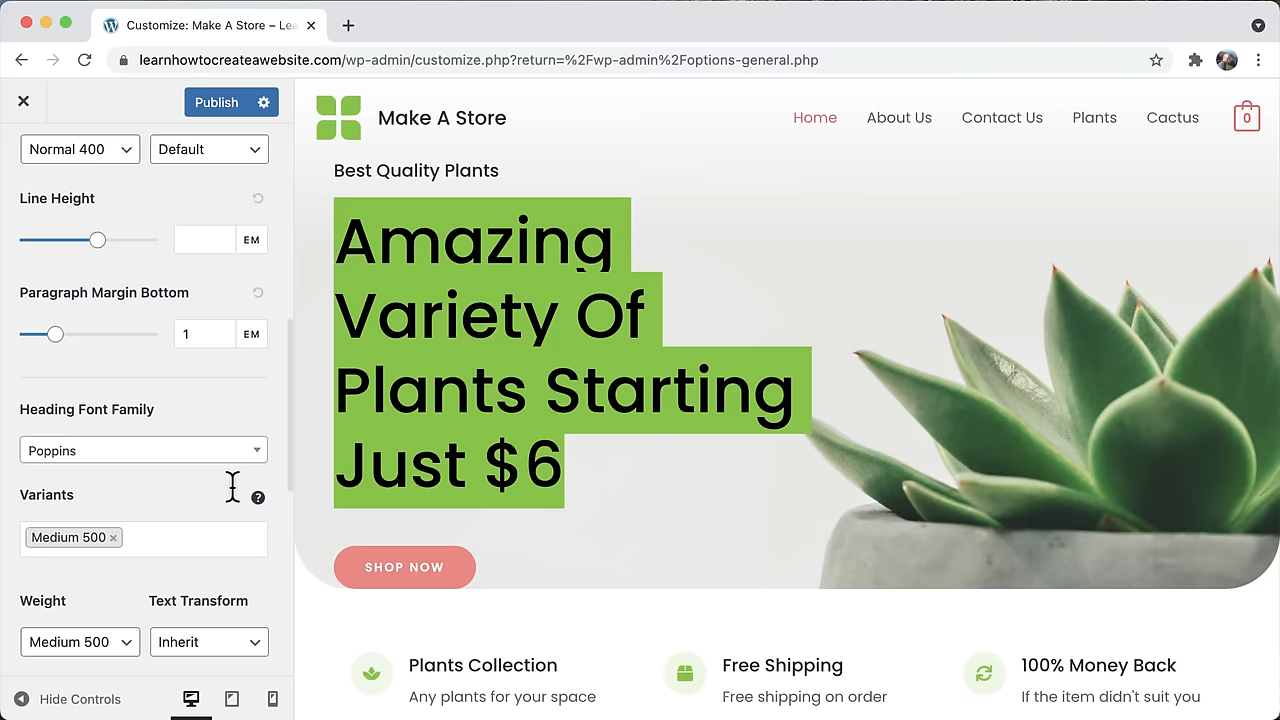 Customize: Make A Store – Lea
learnhowtocreateawebsite.com/wp-admin/customize.php?return=%2Fwp-admin%2Foptions-general.php
Publish
Normal 400
Default
Line Height
EM
Paragraph Margin Bottom
1
EM
Heading Font Family
Poppins
Variants
?
Medium 500 ×
Weight
Text Transform
Medium 500
Inherit
Hide Controls
Make A Store
Home
About Us
Contact Us
Plants
Cactus
0
Best Quality Plants
Amazing
Variety Of
Plants Starting
Just $6
SHOP NOW
Plants Collection
Any plants for your space
Free Shipping
Free shipping on order
100% Money Back
If the item didn't suit you